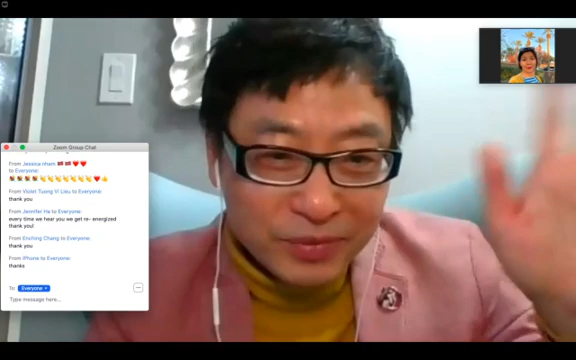 Zoom Group Chat
From Jessica nham 🇭🇰 🇭🇰 ❤️ ❤️
to Everyone:
From Violet Tuong Vi Lieu to Everyone:
thank you
From Jennifer Ha to Everyone:
every time we hear you we get re- energized
thank you!
From Enching Chang to Everyone:
thank you
From iPhone to Everyone:
thanks
To: Everyone
Type message here...